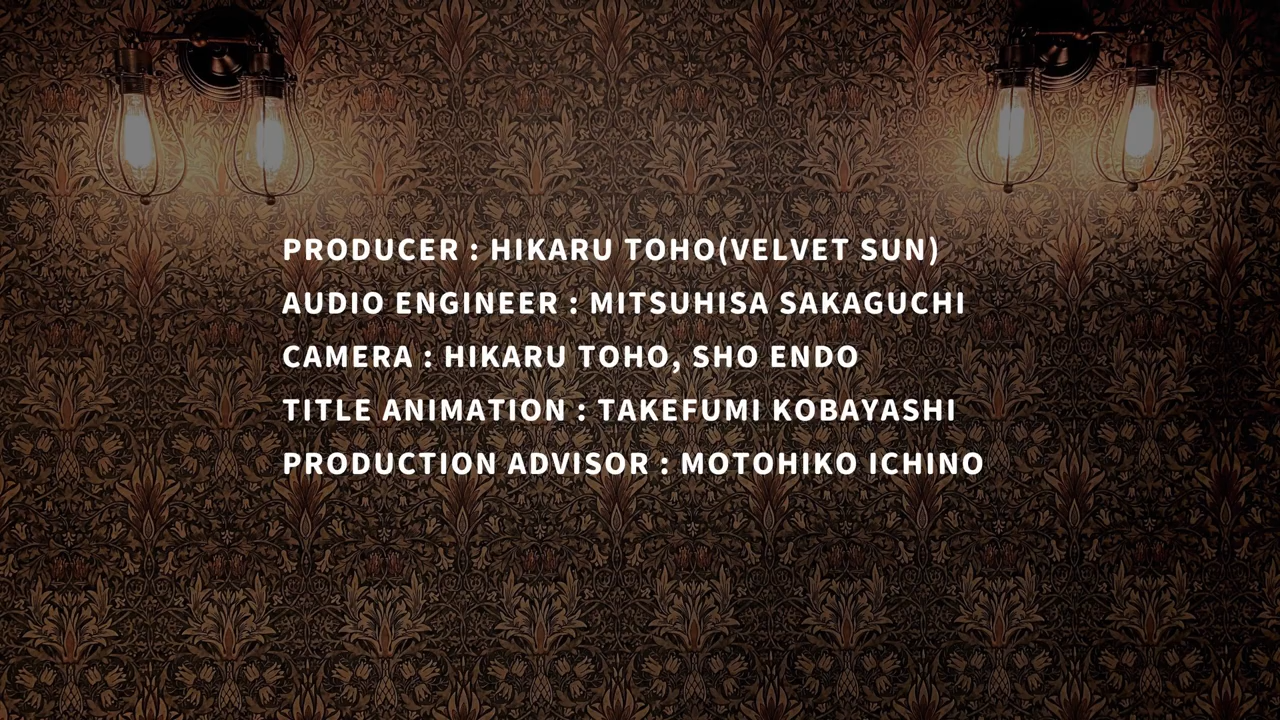 PRODUCER : HIKARU TOHO(VELVET SUN)
AUDIO ENGINEER : MITSUHISA SAKAGUCHI
CAMERA : HIKARU TOHO, SHO ENDO
TITLE ANIMATION : TAKEFUMI KOBAYASHI
PRODUCTION ADVISOR : MOTOHIKO ICHINO